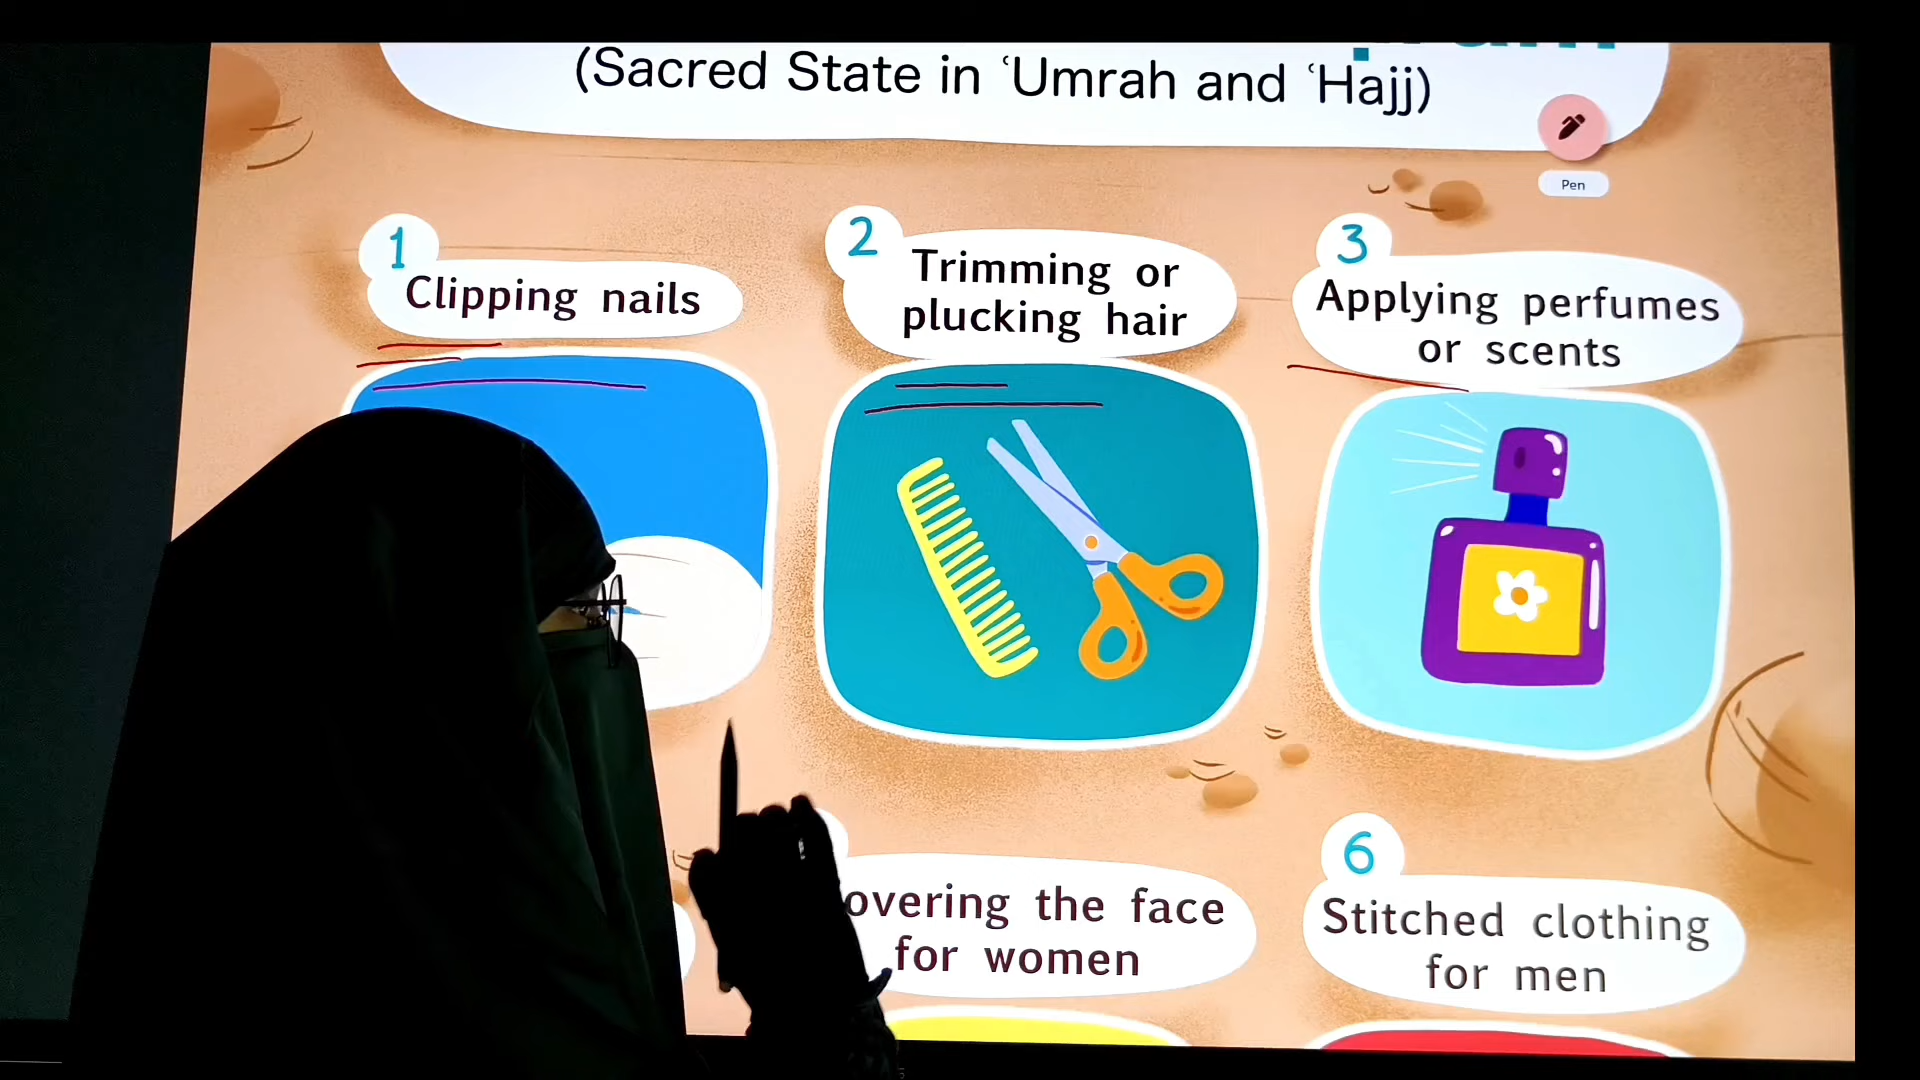 (Sacred State in ʿUmrah and ʿHajj)
Pen
1
Clipping nails
2
Trimming or
plucking hair
3
Applying perfumes
or scents
overing the face
for women
6
Stitched clothing
for men